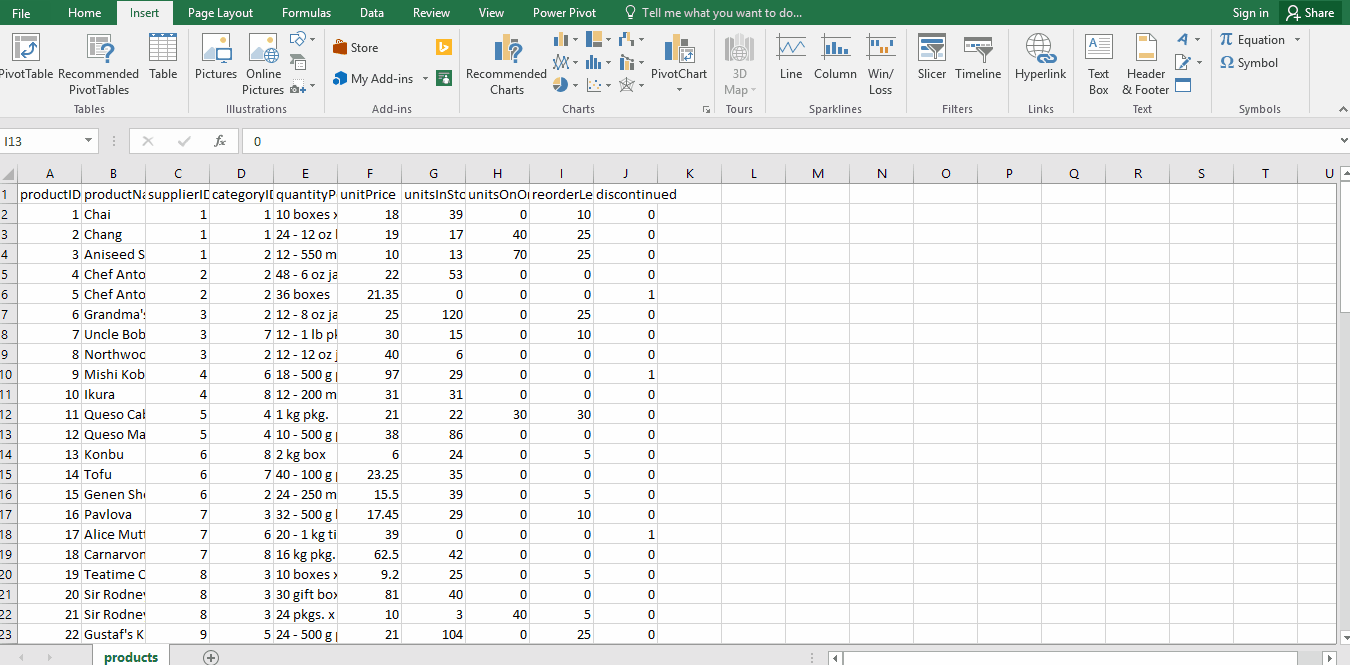 File Home Insert Page Layout Formulas Data Review View Power Pivot Tell me what you want to do... Sign in Share
PivotTable Recommended PivotTables Table Pictures Online Pictures Store My Add-ins Recommended Charts PivotChart 3D Map Line Column Win/ Loss Slicer Timeline Hyperlink Text Box Header & Footer Equation Symbol
Tables Illustrations Add-ins Charts Tours Sparklines Filters Links Text Symbols
I13 fx 0
A B C D E F G H I J K L M N O P Q R S T U
1 productID productNa supplierID categoryID quantityP unitPrice unitsInStc unitsOnOr reorderLe discontinued
2 1 Chai 1 1 10 boxes x 18 39 0 10 0
3 2 Chang 1 1 24 - 12 oz 19 17 40 25 0
4 3 Aniseed S 1 2 12 - 550 m 10 13 70 25 0
5 4 Chef Anto 2 2 48 - 6 oz ja 22 53 0 0 0
6 5 Chef Anto 2 2 36 boxes 21.35 0 0 0 1
7 6 Grandma's 3 2 12 - 8 oz ja 25 120 0 25 0
8 7 Uncle Bob 3 7 12 - 1 lb pk 30 15 0 10 0
9 8 Northwoo 3 2 12 - 12 oz j 40 6 0 0 0
10 9 Mishi Kob 4 6 18 - 500 g p 97 29 0 0 1
11 10 Ikura 4 8 12 - 200 m 31 31 0 0 0
12 11 Queso Cab 5 4 1 kg pkg. 21 22 30 30 0
13 12 Queso Ma 5 4 10 - 500 g p 38 86 0 0 0
14 13 Konbu 6 8 2 kg box 6 24 0 5 0
15 14 Tofu 6 7 40 - 100 g p 23.25 35 0 0 0
16 15 Genen Sho 6 2 24 - 250 m 15.5 39 0 5 0
17 16 Pavlova 7 3 32 - 500 g b 17.45 29 0 10 0
18 17 Alice Mutt 7 6 20 - 1 kg ti 39 0 0 0 1
19 18 Carnarvon 7 8 16 kg pkg. 62.5 42 0 0 0
20 19 Teatime C 8 3 10 boxes x 9.2 25 0 5 0
21 20 Sir Rodney 8 3 30 gift box 81 40 0 0 0
22 21 Sir Rodney 8 3 24 pkgs. x 10 3 40 5 0
23 22 Gustaf's K 9 5 24 - 500 g p 21 104 0 25 0
products